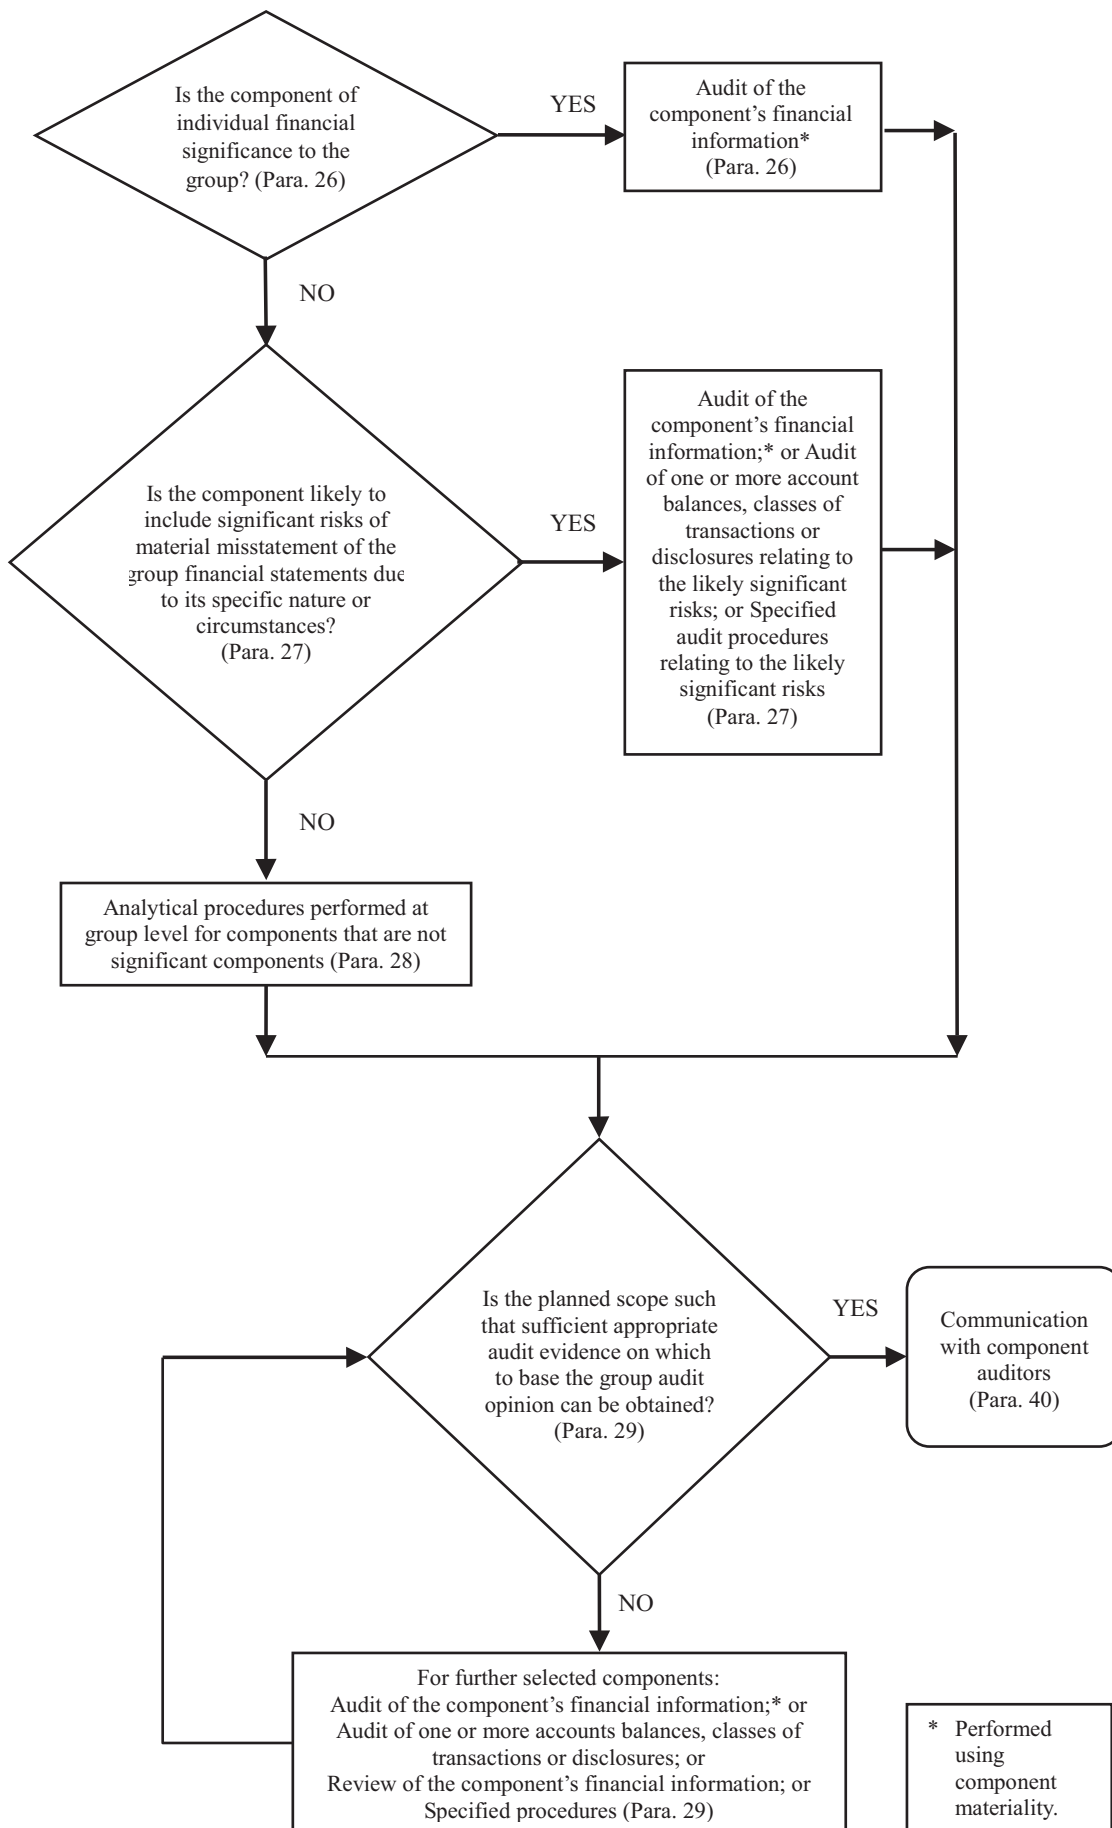 Is the component of
individual financial
significance to the
group? (Para. 26)
YES
Audit of the
component’s financial
information*
(Para. 26)
NO
Is the component likely to
include significant risks of
material misstatement of the
group financial statements due
to its specific nature or
circumstances?
(Para. 27)
YES
Audit of the
component’s financial
information;* or Audit
of one or more account
balances, classes of
transactions or
disclosures relating to
the likely significant
risks; or Specified
audit procedures
relating to the likely
significant risks
(Para. 27)
NO
Analytical procedures performed at
group level for components that are not
significant components (Para. 28)
Is the planned scope such
that sufficient appropriate
audit evidence on which
to base the group audit
opinion can be obtained?
(Para. 29)
YES
Communication
with component
auditors
(Para. 40)
NO
For further selected components:
Audit of the component’s financial information;* or
Audit of one or more accounts balances, classes of
transactions or disclosures; or
Review of the component’s financial information; or
Specified procedures (Para. 29)
* Performed
using
component
materiality.